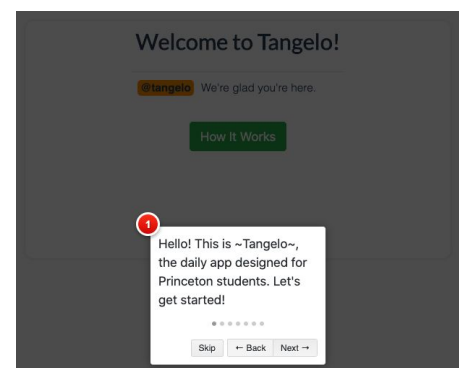 Welcome to Tangelo!
@tangelo We're glad you're here.
How It Works
1
Hello! This is ~Tangelo~,
the daily app designed for
Princeton students. Let's
get started!
Skip ← Back Next →